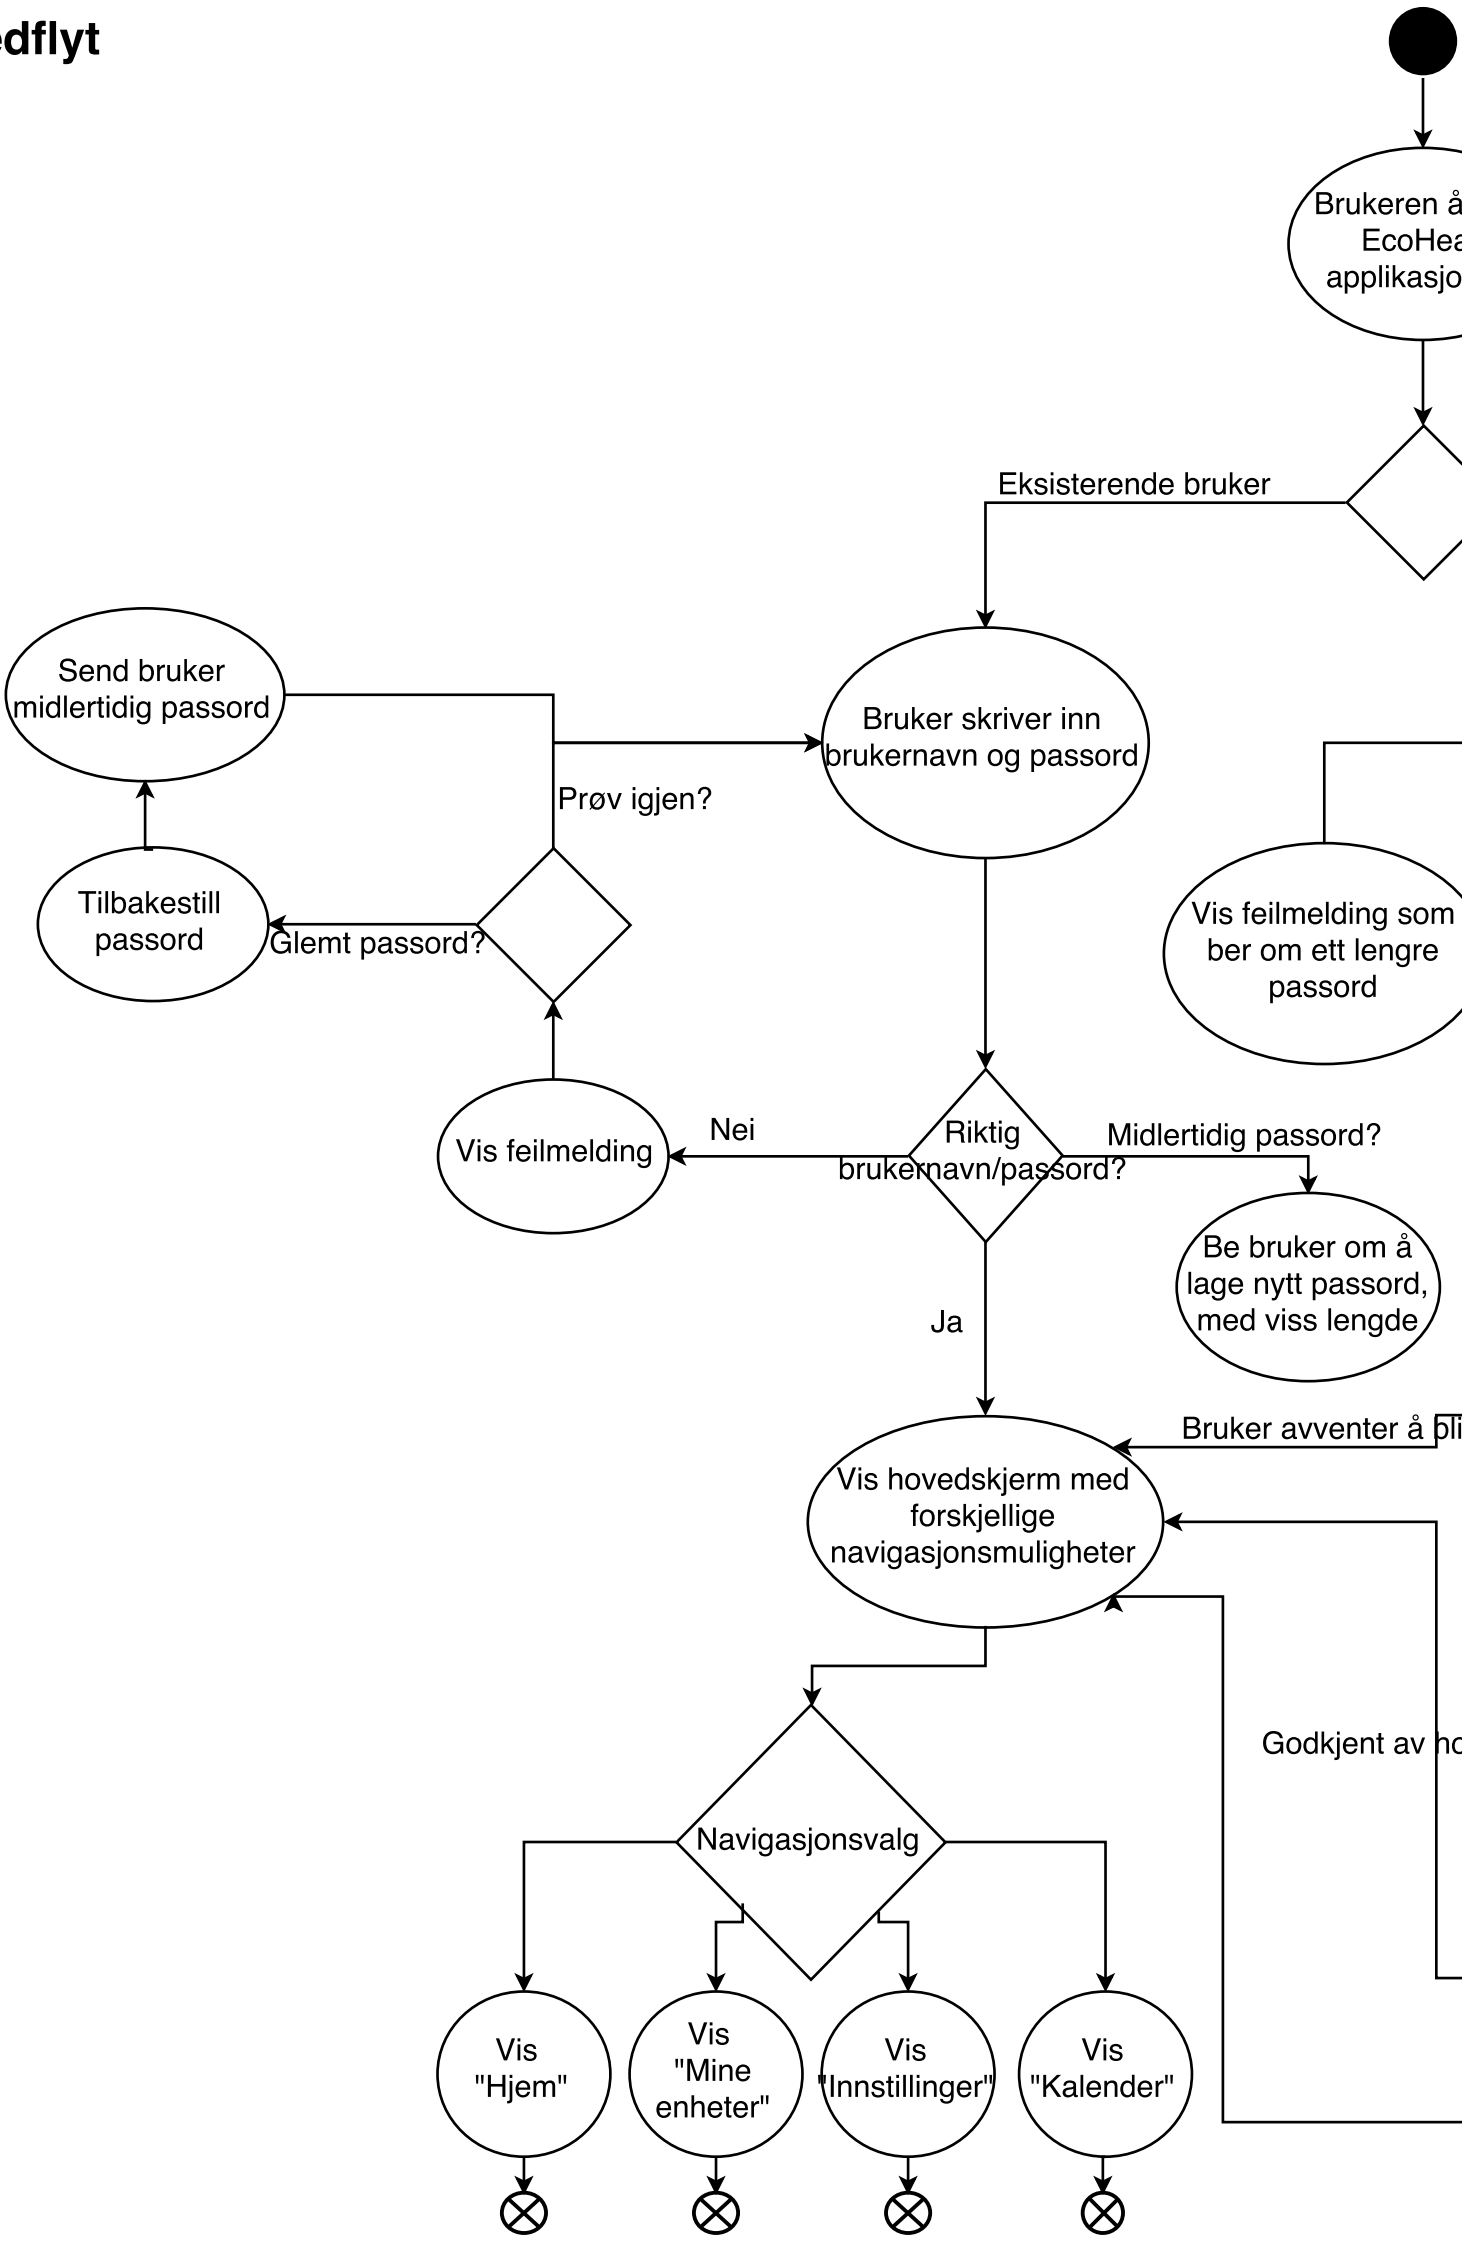 edflyt
Brukeren å
EcoHea
applikasjo
Eksisterende bruker
Send bruker
midlertidig passord
Bruker skriver inn
brukernavn og passord
Prøv igjen?
Tilbakestill
passord
Glemt passord?
Vis feilmelding som
ber om ett lengre
passord
Vis feilmelding
Nei
Riktig
brukernavn/passord?
Midlertidig passord?
Be bruker om å
lage nytt passord,
med viss lengde
Ja
Bruker avventer å bli
Vis hovedskjerm med
forskjellige
navigasjonsmuligheter
Godkjent av ho
Navigasjonsvalg
Vis
"Hjem"
Vis
"Mine
enheter"
Vis
"Innstillinger"
Vis
"Kalender"